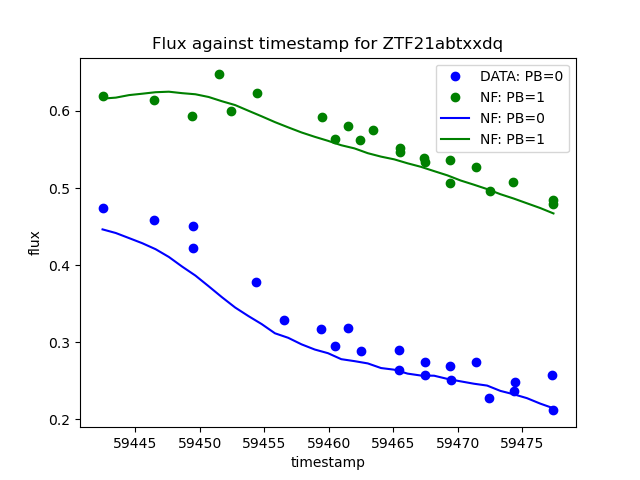 Flux against timestamp for ZTF21abtxxdq
DATA: PB=0
NF: PB=1
NF: PB=0
NF: PB=1
flux
0.6
0.5
0.4
0.3
0.2
59445 59450 59455 59460 59465 59470 59475
timestamp